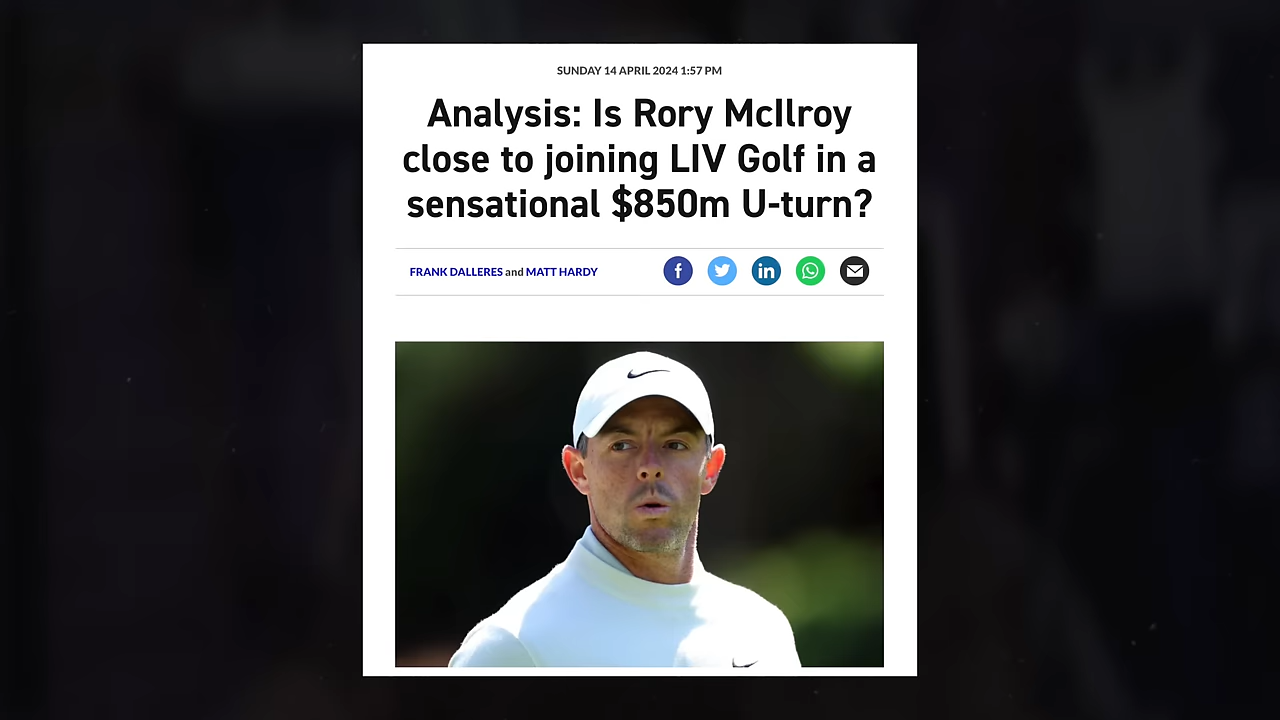 SUNDAY 14 APRIL 2024 1:57 PM
Analysis: Is Rory McIlroy
close to joining LIV Golf in a
sensational $850m U-turn?
FRANK DALLERES and MATT HARDY